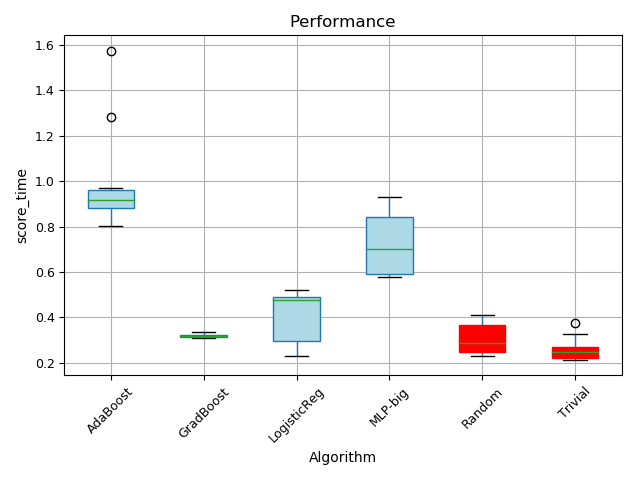 Performance
1.6
1.4
1.2
1.0
0.8
0.6
0.4
0.2
score_time
AdaBoost
GradBoost
LogisticReg
MLP-big
Random
Trivial
Algorithm